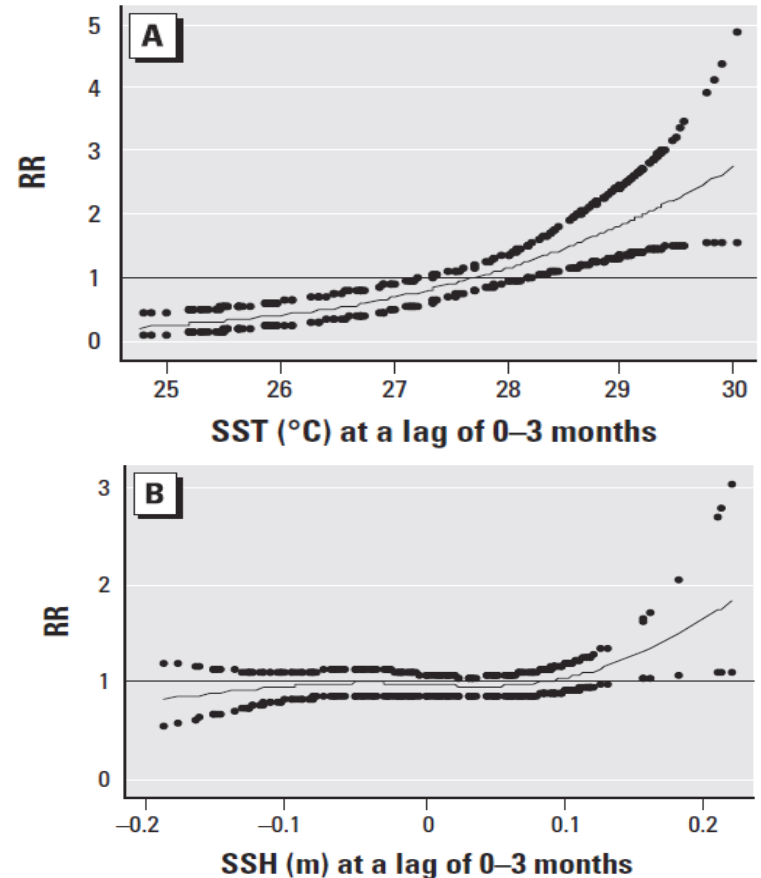 A
5
4
3
2
1
0
RR
25 26 27 28 29 30
SST (°C) at a lag of 0–3 months
B
3
2
1
0
RR
–0.2 –0.1 0 0.1 0.2
SSH (m) at a lag of 0–3 months